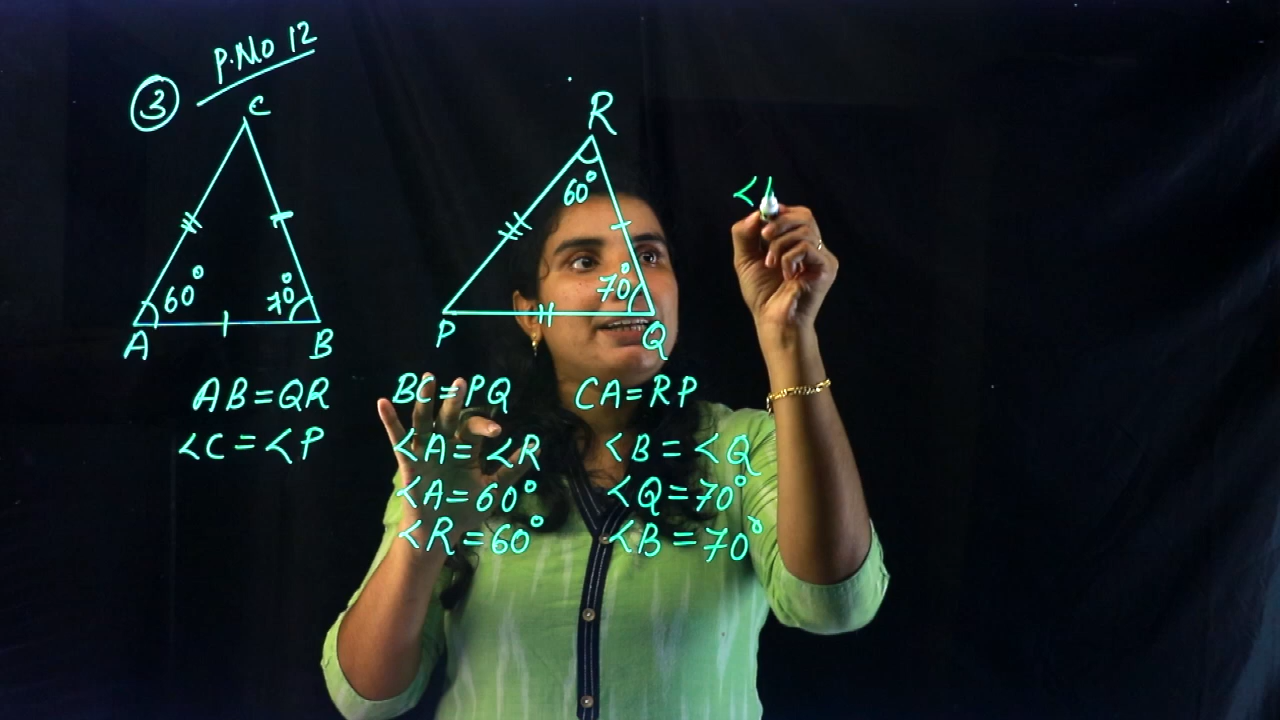 P.No 12
3
C
R
60°
60°
70°
70°
A
B
P
Q
AB=QR BC=PQ CA=RP
<C=<P <A=<R <B=<Q
<A=60° <Q=70°
<R=60° <B=70°